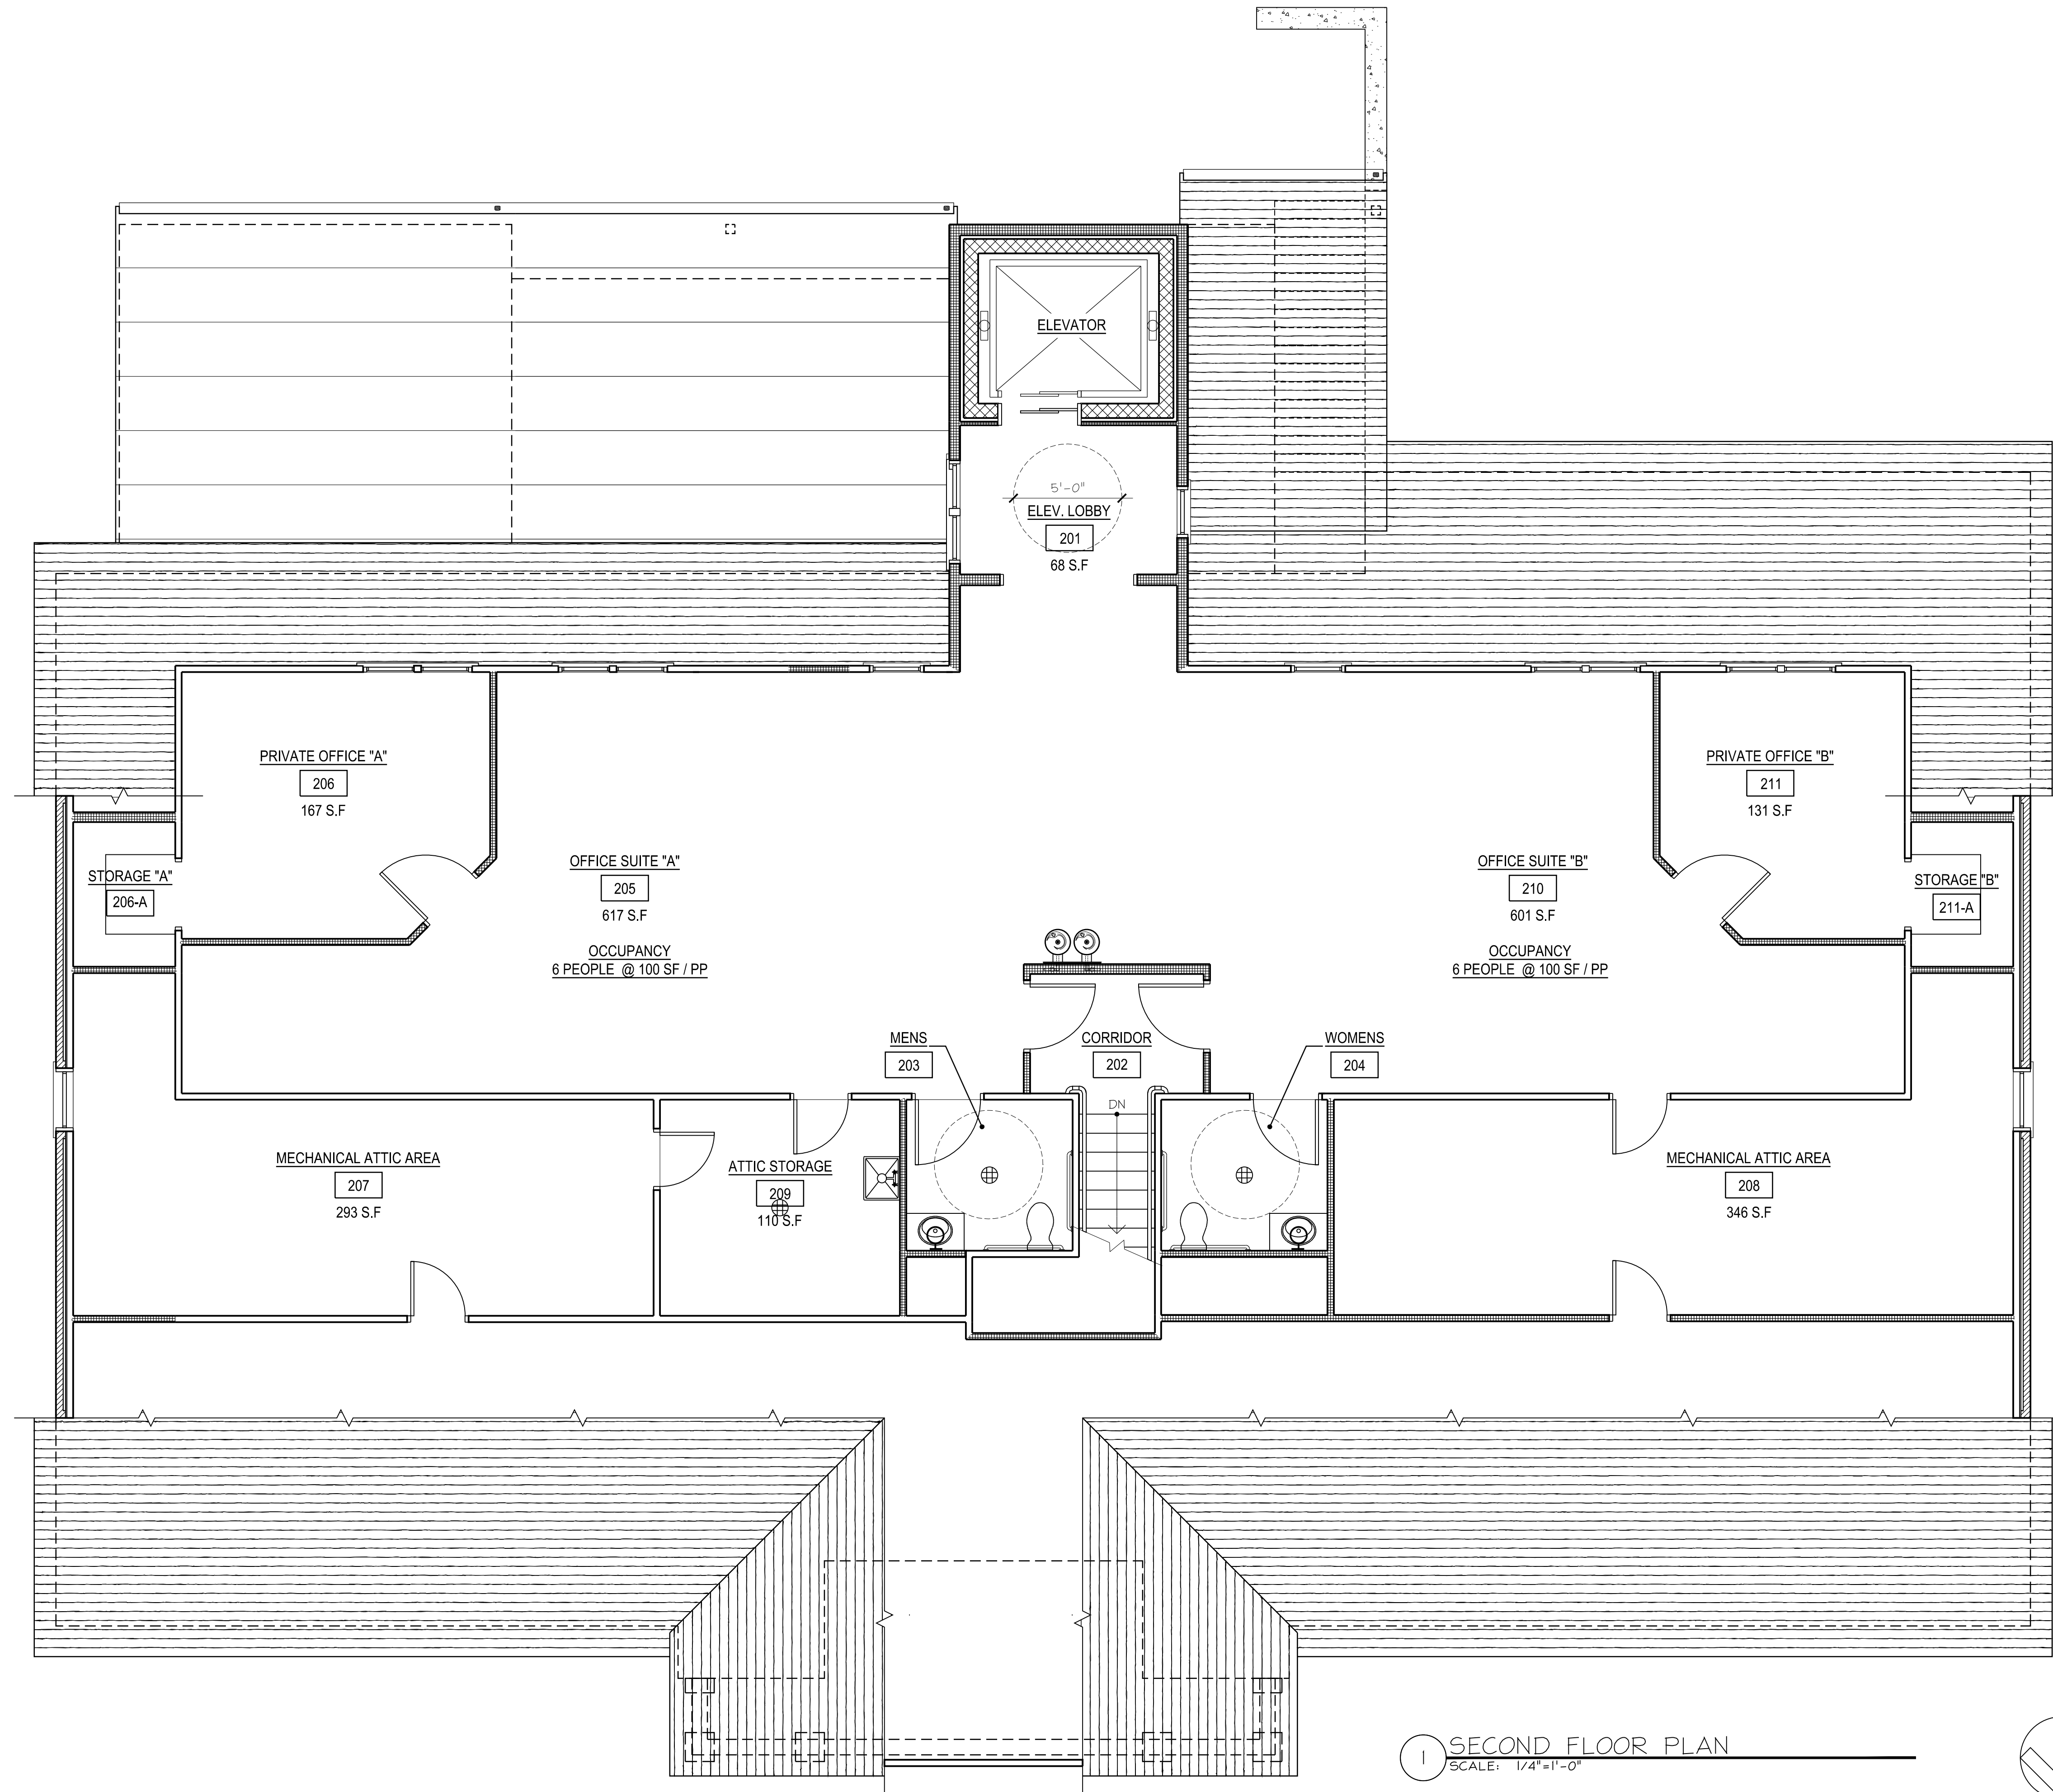 ELEVATOR
5'-0"
ELEV. LOBBY
201
68 S.F
PRIVATE OFFICE "A"
206
167 S.F
PRIVATE OFFICE "B"
211
131 S.F
STORAGE "A"
206-A
OFFICE SUITE "A"
205
617 S.F
OCCUPANCY
6 PEOPLE @ 100 SF / PP
OFFICE SUITE "B"
210
601 S.F
OCCUPANCY
6 PEOPLE @ 100 SF / PP
STORAGE "B"
211-A
MENS
203
CORRIDOR
202
WOMENS
204
DN
MECHANICAL ATTIC AREA
207
293 S.F
ATTIC STORAGE
209
110 S.F
MECHANICAL ATTIC AREA
208
346 S.F
1
SECOND FLOOR PLAN
SCALE: 1/4"=1'-0"